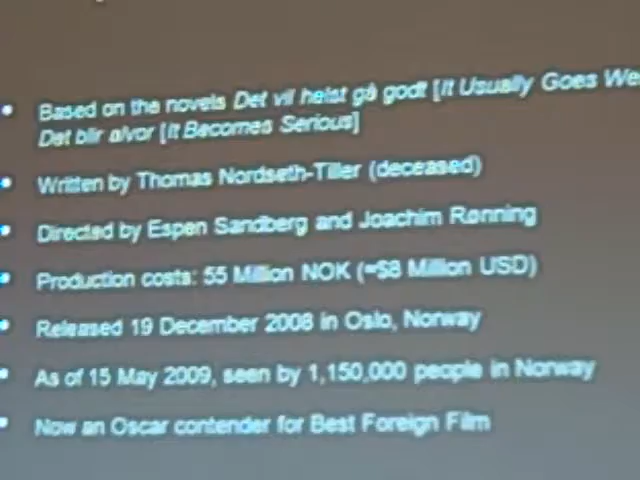 • Based on the novels Det vil helst gå godt [It Usually Goes We
Det blir alvor [It Becomes Serious]
• Written by Thomas Nordseth-Tiller (deceased)
• Directed by Espen Sandberg and Joachim Rønning
• Production costs: 55 Million NOK (≈$8 Million USD)
• Released 19 December 2008 in Oslo, Norway
• As of 15 May 2009, seen by 1,150,000 people in Norway
• Now an Oscar contender for Best Foreign Film